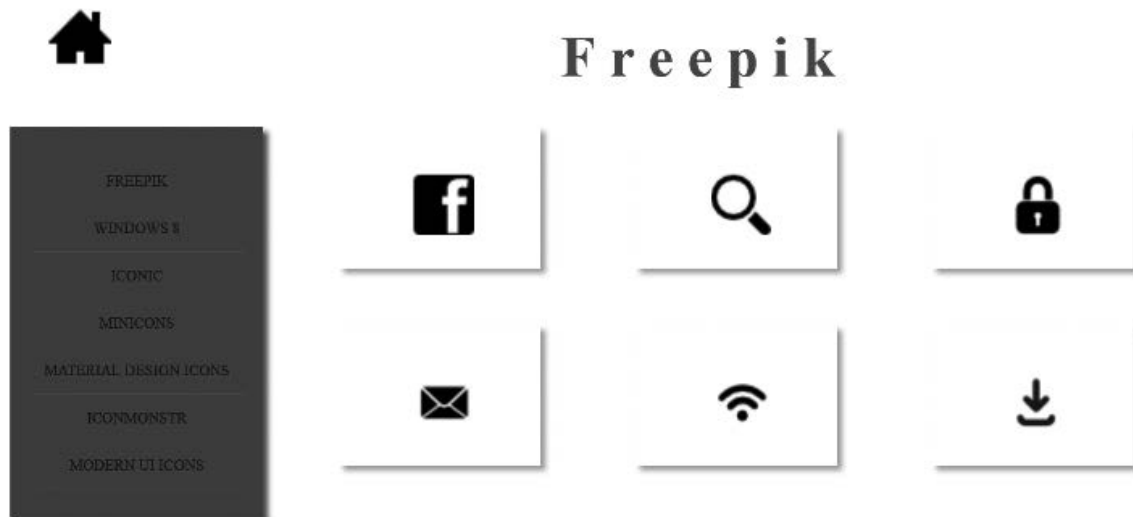 Freepik
FREEPIK
WINDOWS 8
ICONIC
MINICONS
MATERIAL DESIGN ICONS
ICONMONSTR
MODERN UI ICONS
f